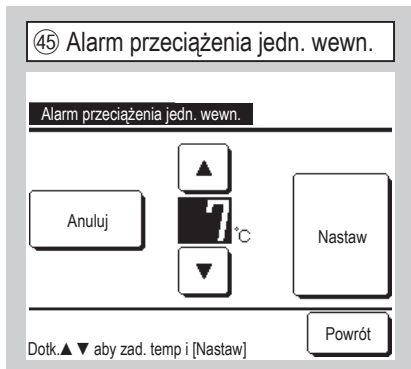 ㊺ Alarm przeciążenia jedn. wewn.
Alarm przeciążenia jedn. wewn.
▲
Anuluj
7 °C
Nastaw
▼
Powrót
Dotk.▲ ▼ aby zad. temp i [Nastaw]